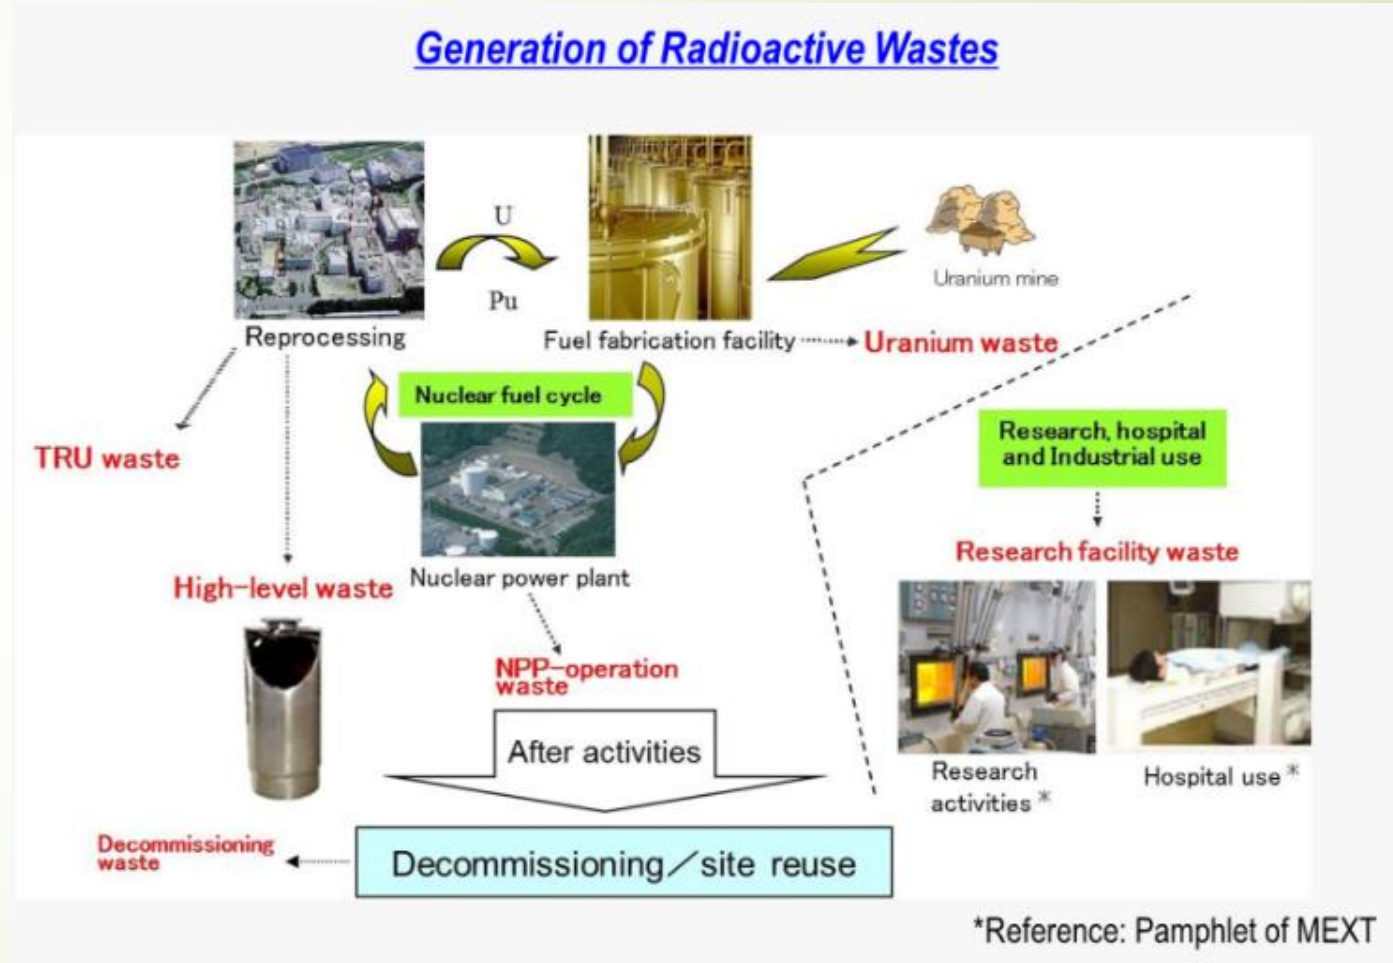 Generation of Radioactive Wastes
U
Pu
Uranium mine
Reprocessing
Fuel fabrication facility
Uranium waste
Nuclear fuel cycle
TRU waste
Research, hospital
and Industrial use
Research facility waste
High-level waste
Nuclear power plant
NPP-operation
waste
After activities
Research
activities*
Hospital use*
Decommissioning
waste
Decommissioning／site reuse
*Reference: Pamphlet of MEXT